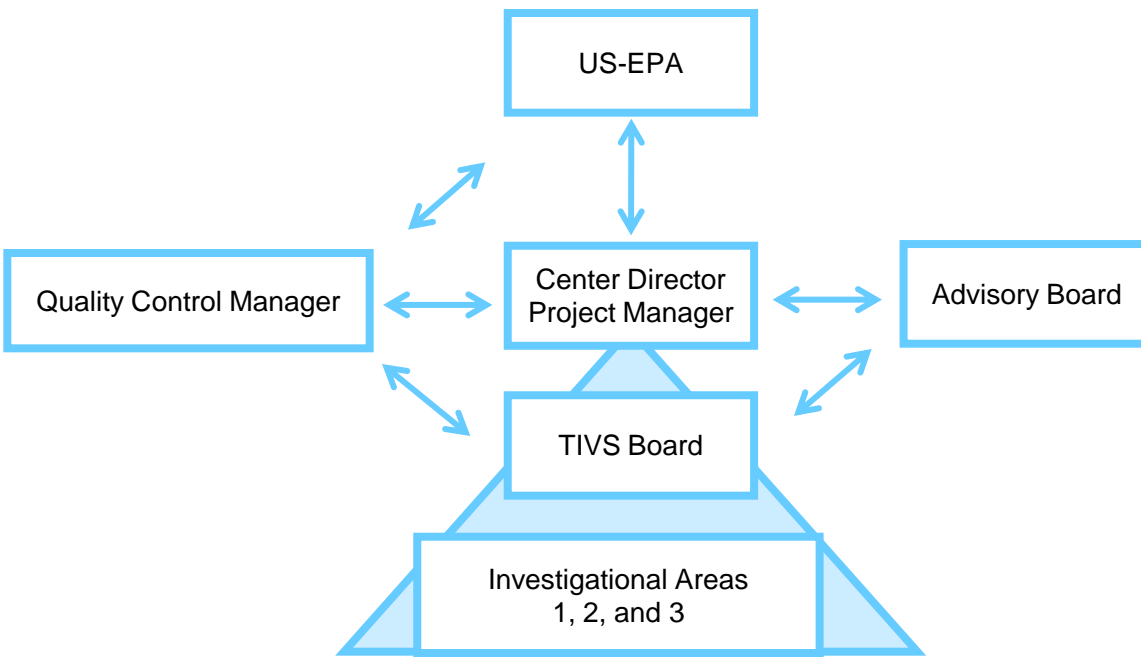 US-EPA
Quality Control Manager
Center Director
Project Manager
Advisory Board
TIVS Board
Investigational Areas
1, 2, and 3